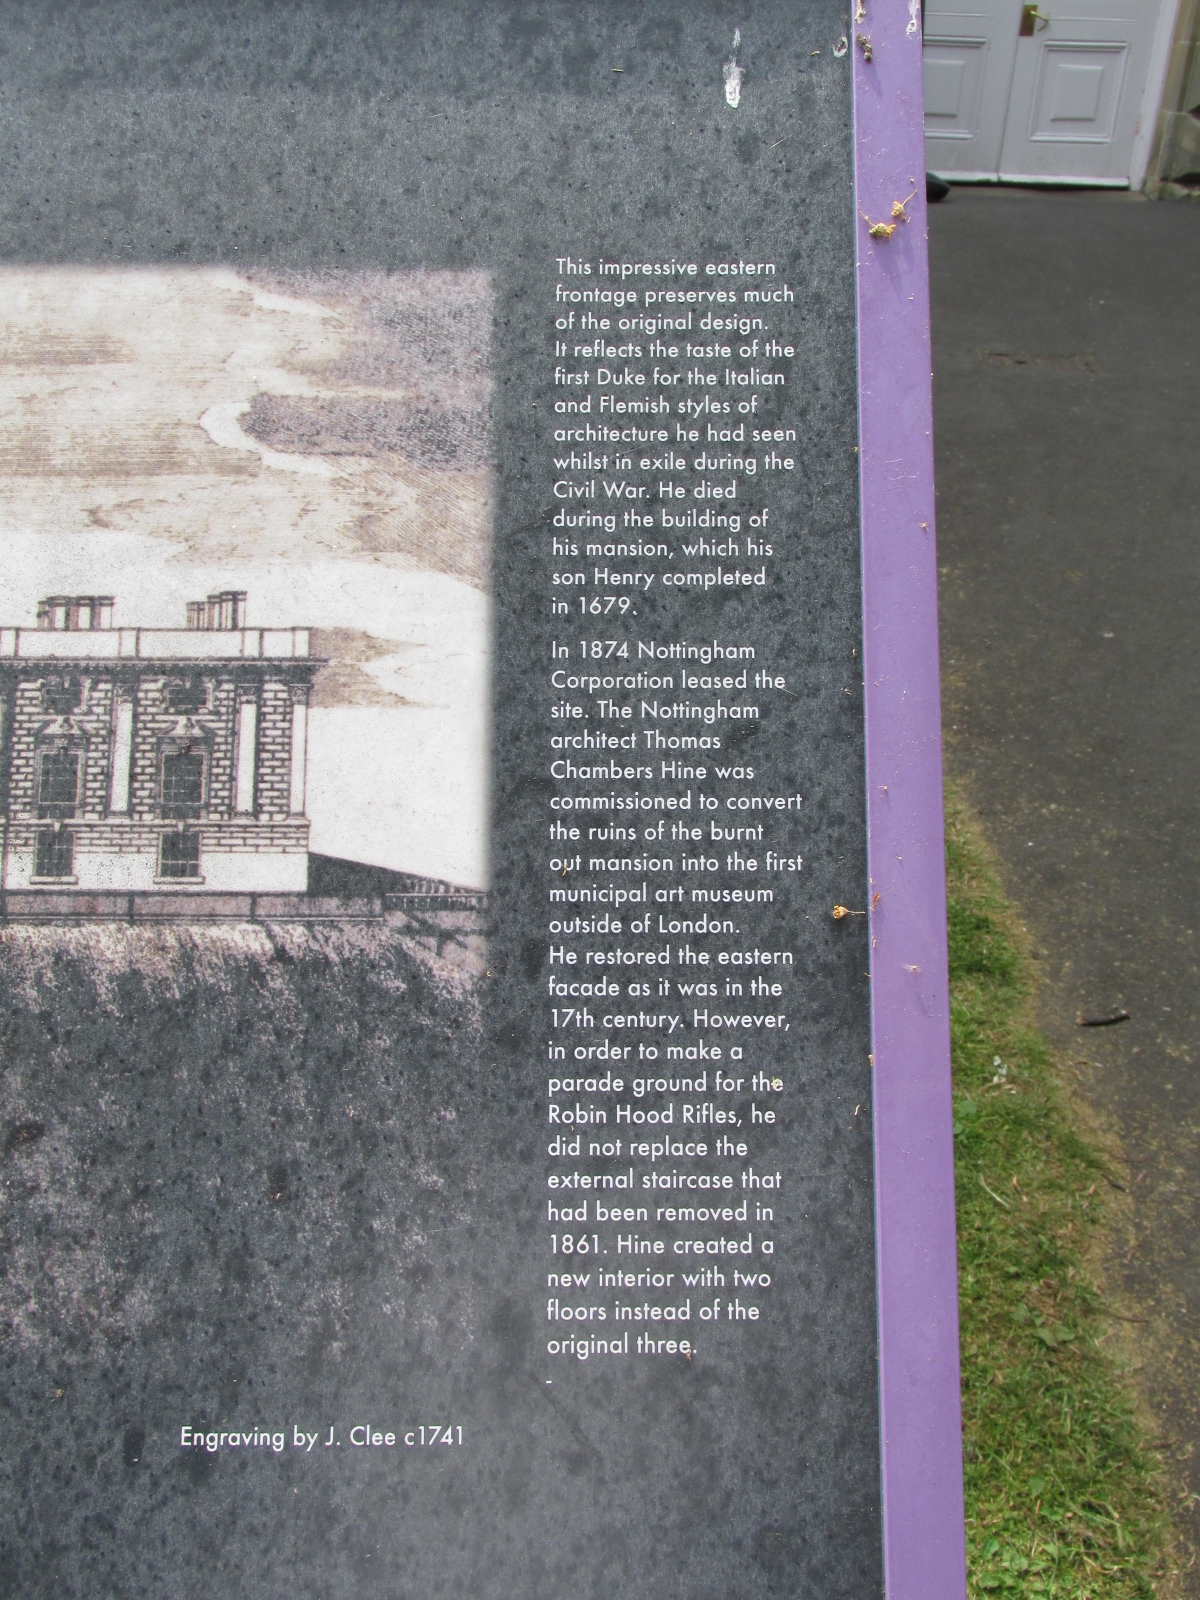 This impressive eastern
frontage preserves much
of the original design.
It reflects the taste of the
first Duke for the Italian
and Flemish styles of
architecture he had seen
whilst in exile during the
Civil War. He died
during the building of
his mansion, which his
son Henry completed
in 1679.
In 1874 Nottingham
Corporation leased the
site. The Nottingham
architect Thomas
Chambers Hine was
commissioned to convert
the ruins of the burnt
out mansion into the first
municipal art museum
outside of London.
He restored the eastern
facade as it was in the
17th century. However,
in order to make a
parade ground for the
Robin Hood Rifles, he
did not replace the
external staircase that
had been removed in
1861. Hine created a
new interior with two
floors instead of the
original three.
-
Engraving by J. Clee c1741